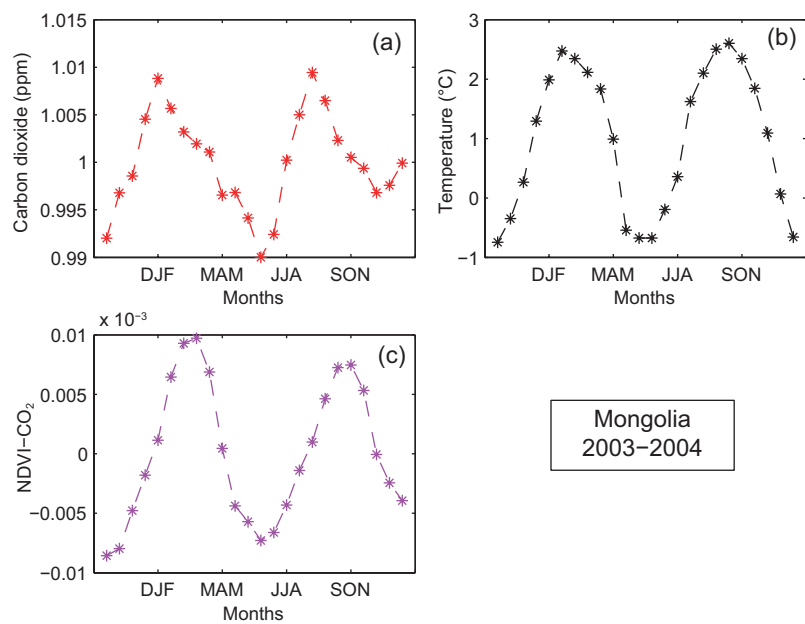 (a)
Carbon dioxide (ppm)
1.015
1.01
1.005
1
0.995
0.99
DJF MAM JJA SON
Months
(b)
Temperature (°C)
3
2
1
0
−1
DJF MAM JJA SON
Months
x 10⁻³
(c)
NDVI−CO₂
0.01
0.005
0
−0.005
−0.01
DJF MAM JJA SON
Months
Mongolia
2003−2004